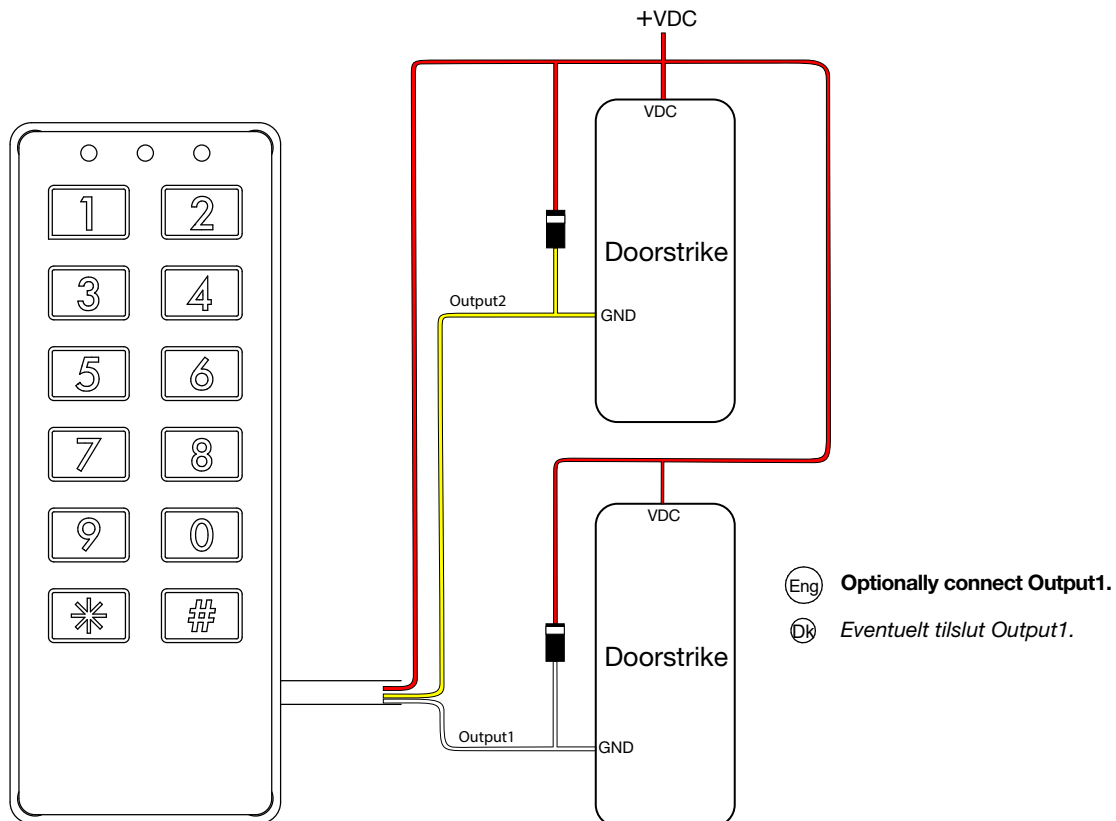 +VDC
VDC
1 2
Doorstrike
3 4
Output2
GND
5 6
7 8
VDC
9 0
Eng Optionally connect Output1.
* #
Dk Eventuelt tilslut Output1.
Doorstrike
Output1
GND